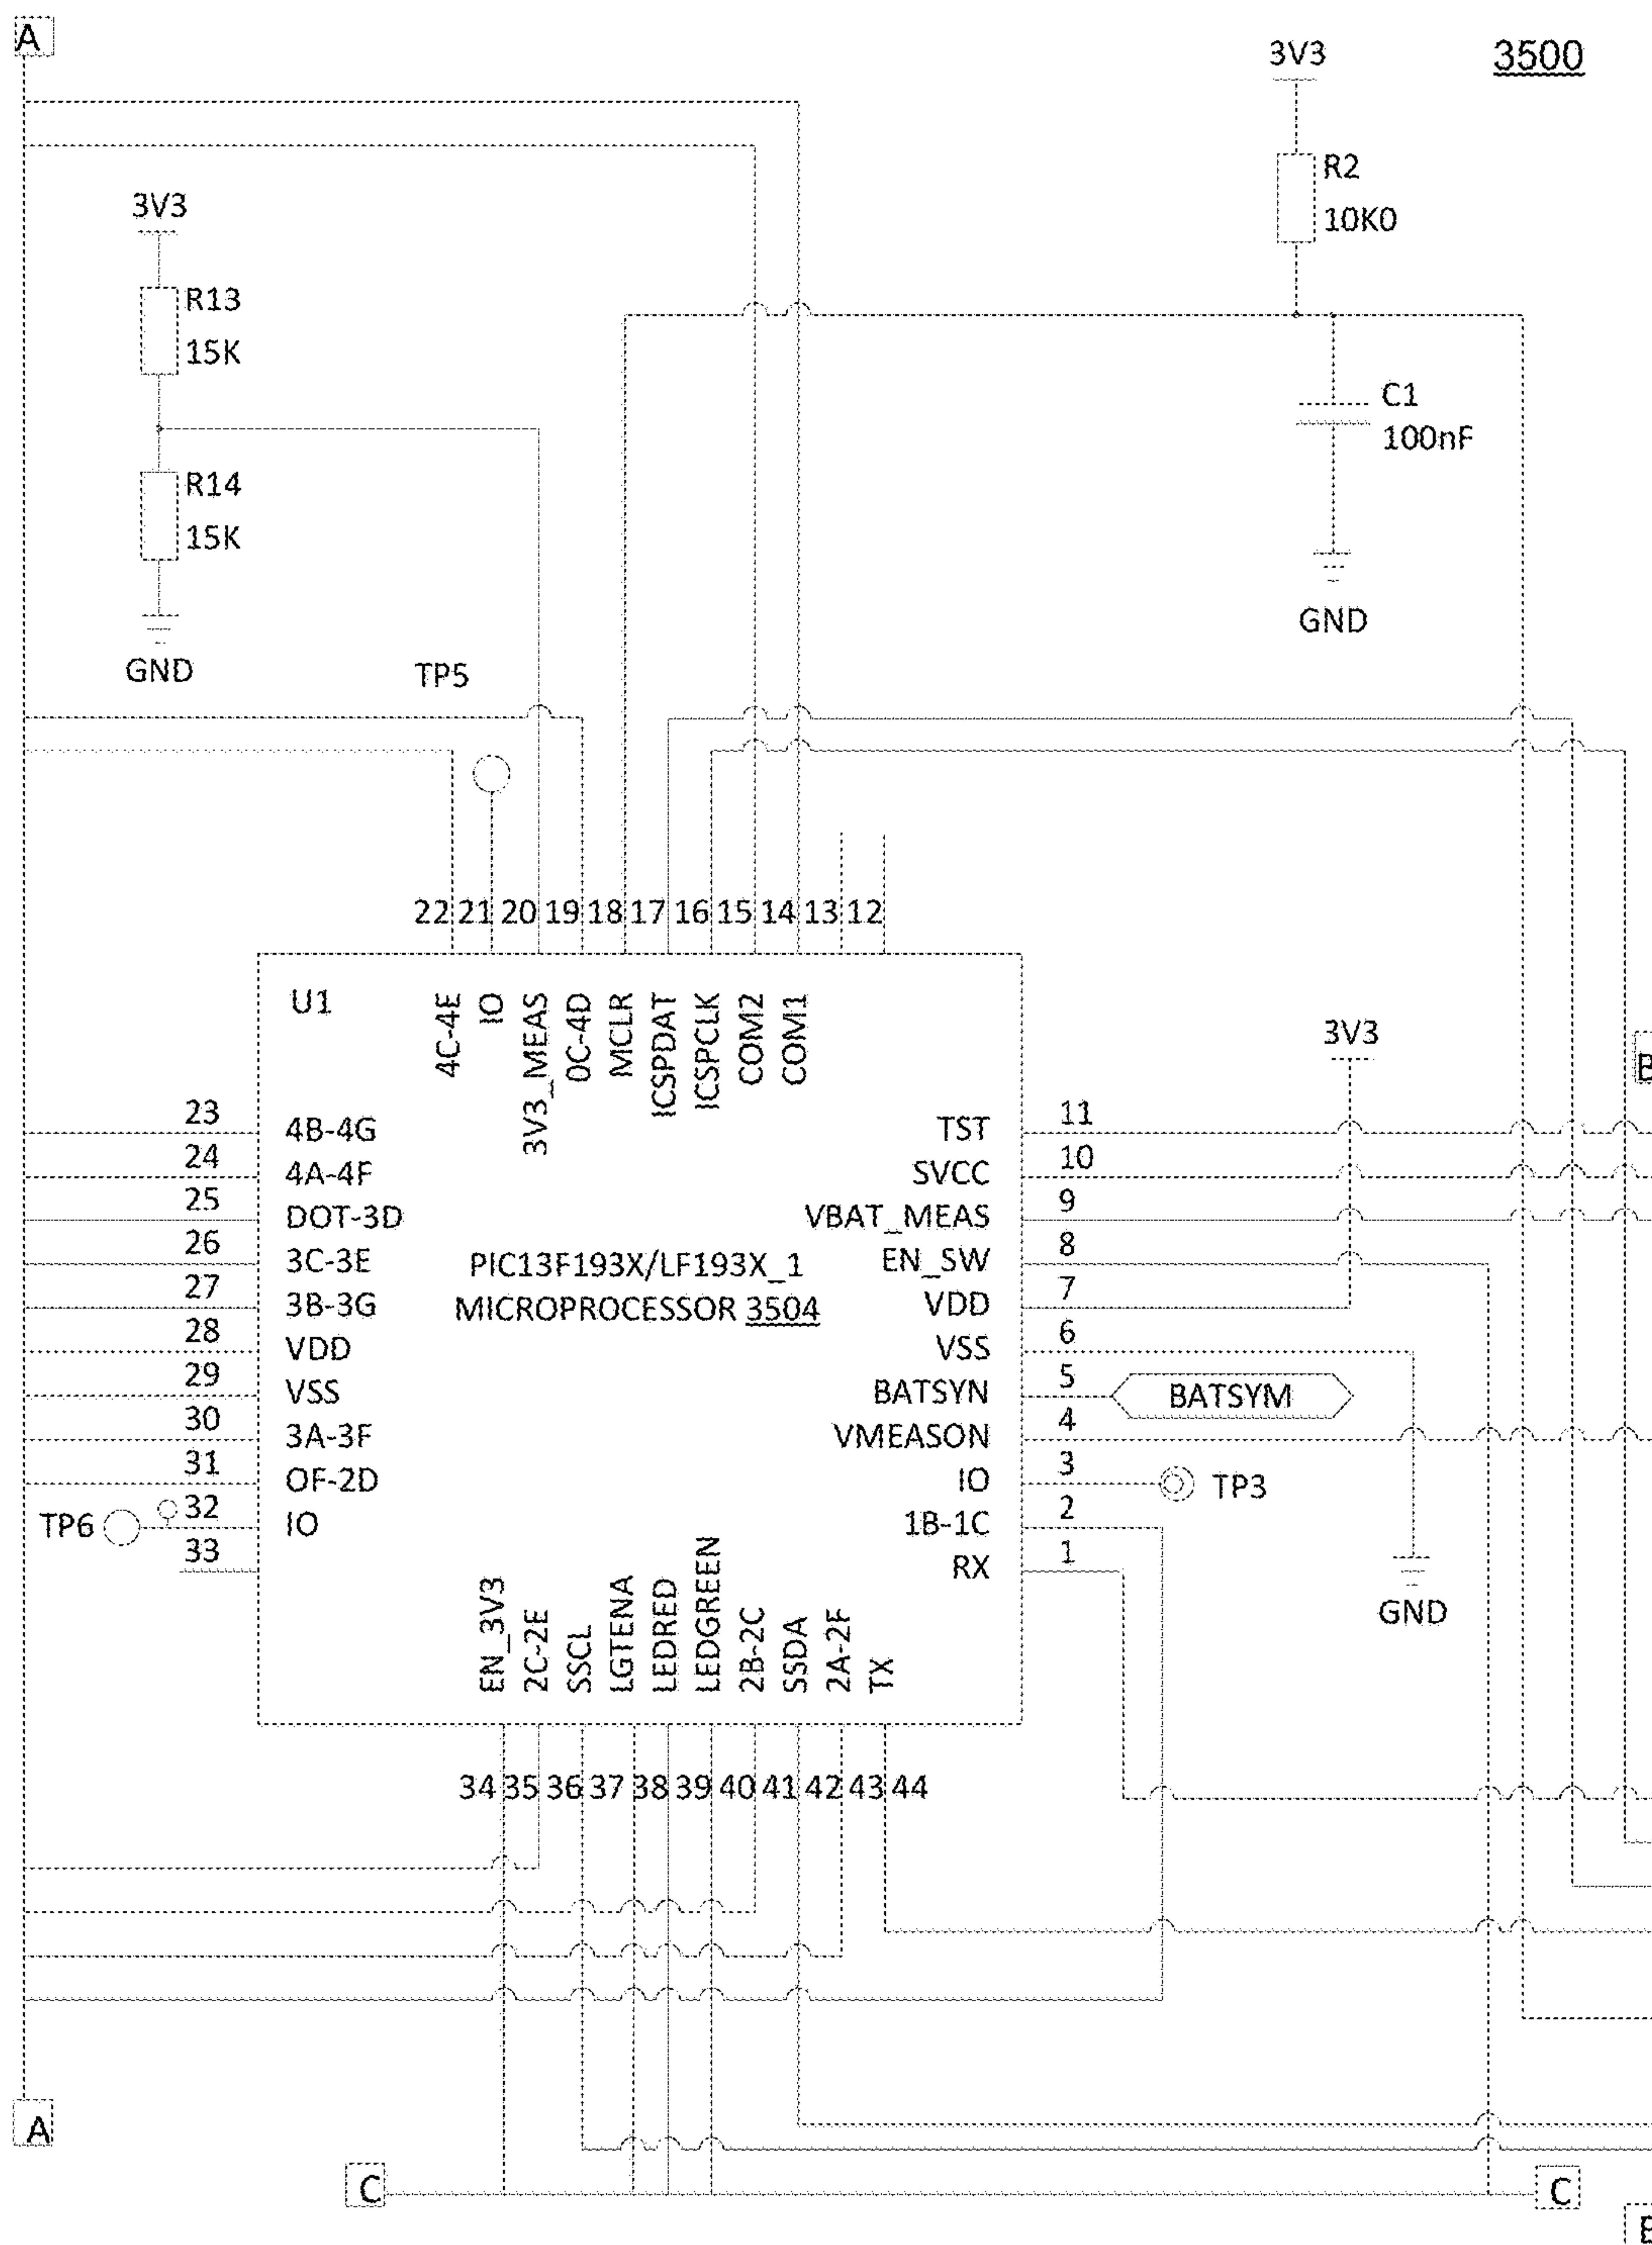 A
3V3
3500
R2
10K0
3V3
R13
15K
C1
100nF
R14
15K
GND
GND
TP5
22 21 20 19 18 17 16 15 14 13 12
U1
4C-4E
IO
3V3_MEAS
0C-4D
MCLR
ICSPDAT
ICSPCLK
COM2
COM1
3V3
B
23
4B-4G
24
4A-4F
25
DOT-3D
26
3C-3E
27
3B-3G
28
VDD
29
VSS
30
3A-3F
31
OF-2D
32
IO
TP6
33
PIC13F193X/LF193X_1
MICROPROCESSOR 3504
TST
11
SVCC
10
VBAT_MEAS
9
EN_SW
8
VDD
7
VSS
6
BATSYN
5
BATSYM
VMEASON
4
IO
3
TP3
1B-1C
2
RX
1
GND
EN_3V3
2C-2E
SSCL
LGTENA
LEDRED
LEDGREEN
2B-2C
SSDA
2A-2F
TX
34 35 36 37 38 39 40 41 42 43 44
A
C
C